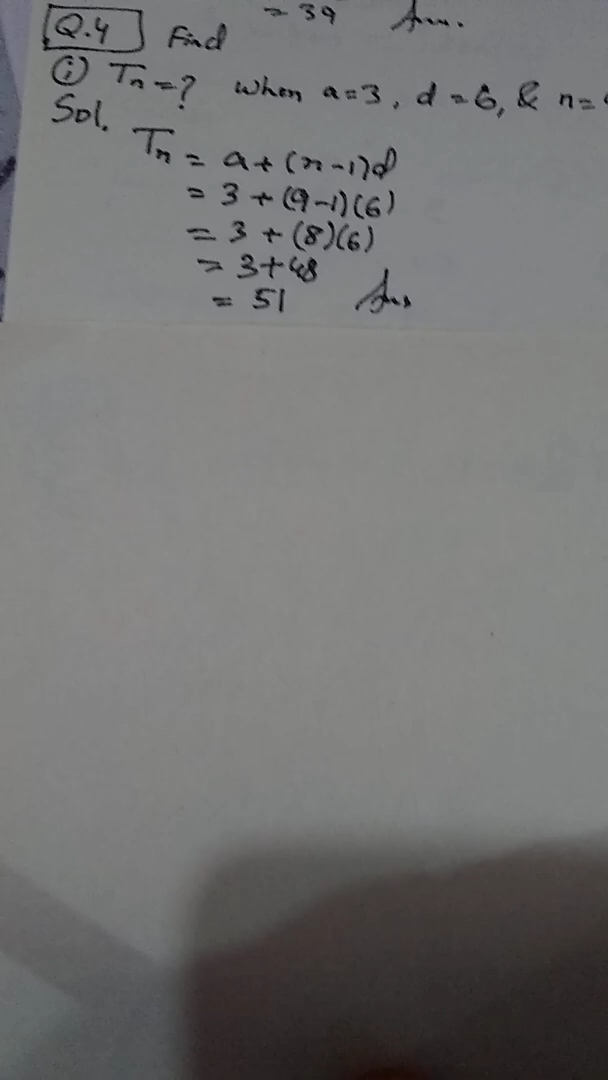 = 39 Ans.
Q.4 Find
(i) Tn = ? when a=3, d=6, & n=
Sol.
Tn = a+(n-1)d
= 3+(9-1)(6)
= 3+(8)(6)
= 3+48
= 51 Ans